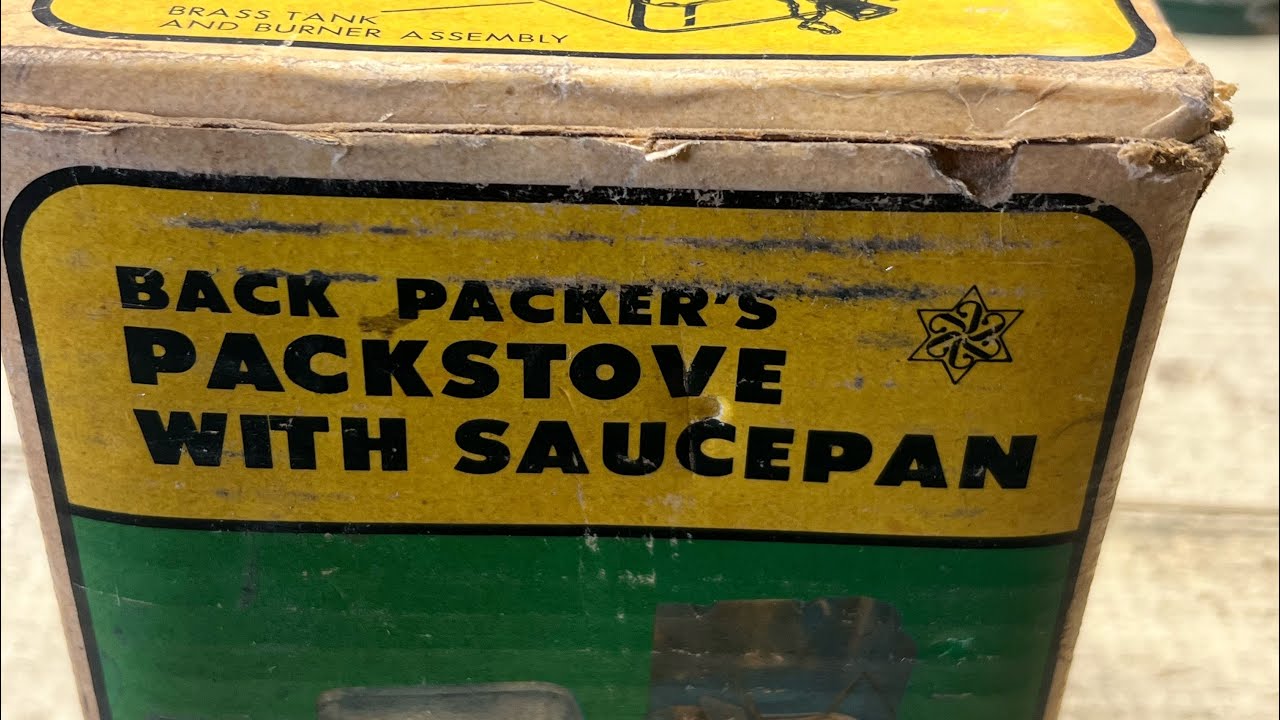 BRASS TANK
AND BURNER ASSEMBLY
BACK PACKER'S
PACKSTOVE
WITH SAUCEPAN